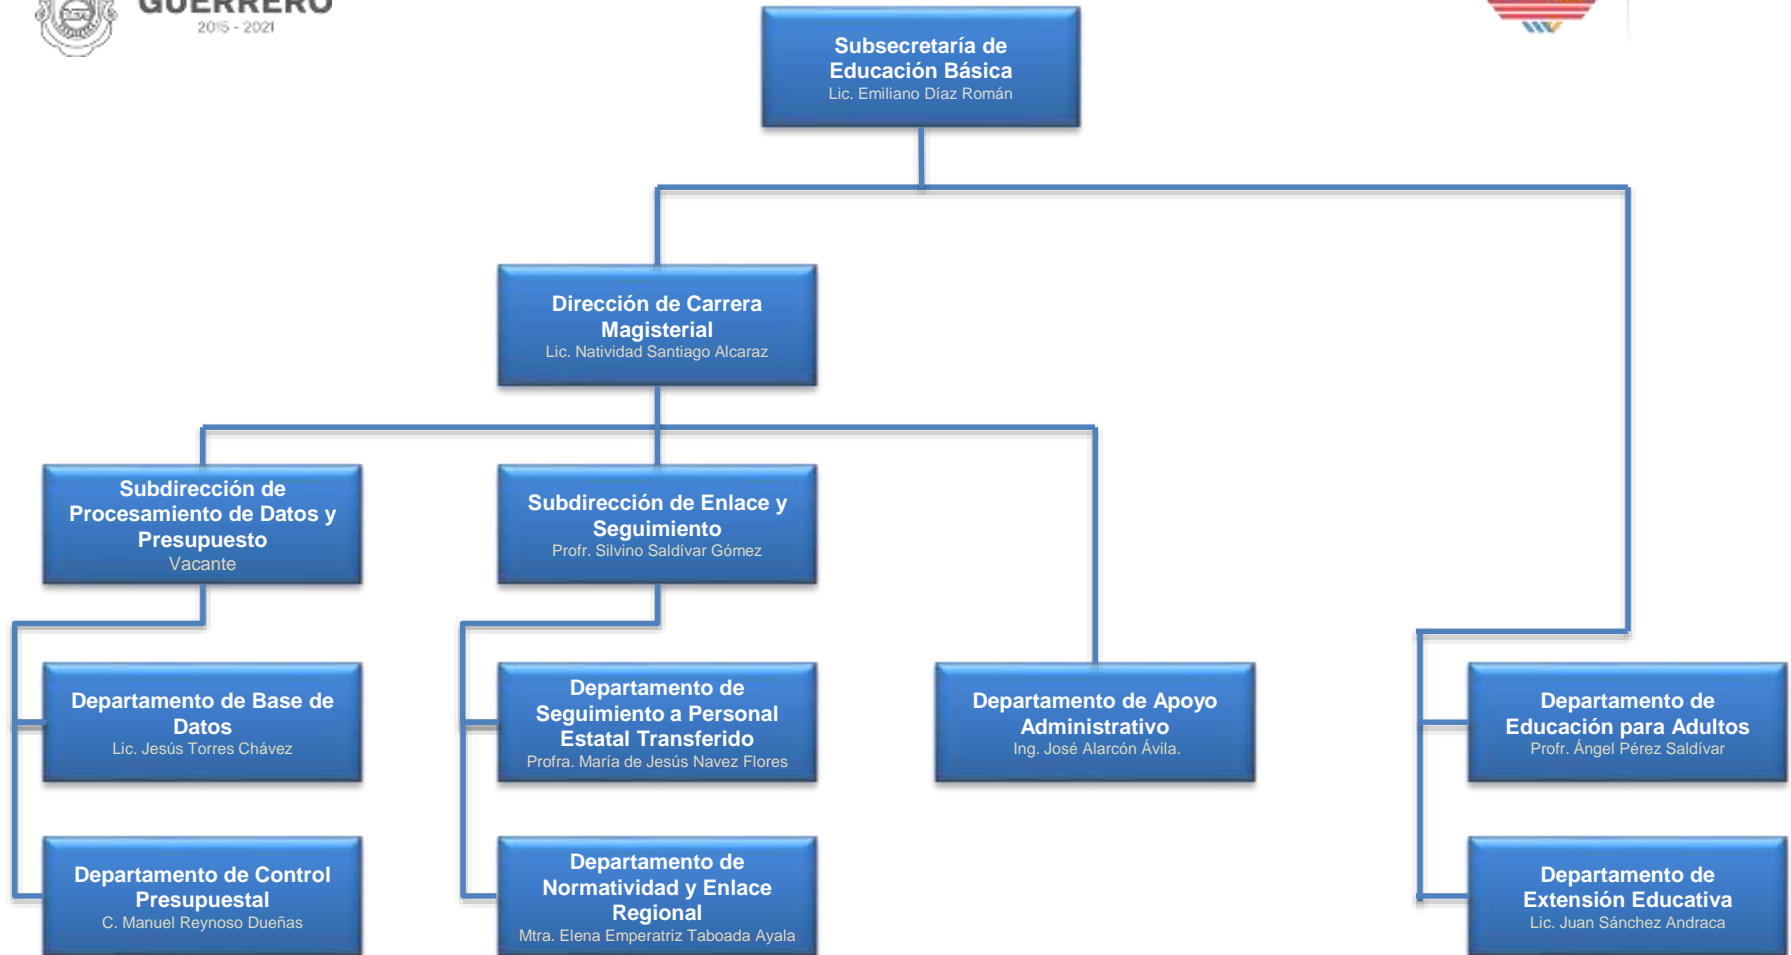 GUERRERO
2015 - 2021
Subsecretaría de
Educación Básica
Lic. Emiliano Díaz Román
Dirección de Carrera
Magisterial
Lic. Natividad Santiago Alcaraz
Subdirección de
Procesamiento de Datos y
Presupuesto
Vacante
Subdirección de Enlace y
Seguimiento
Profr. Silvino Saldívar Gómez
Departamento de Base de
Datos
Lic. Jesús Torres Chávez
Departamento de
Seguimiento a Personal
Estatal Transferido
Profra. María de Jesús Navez Flores
Departamento de Apoyo
Administrativo
Ing. José Alarcón Ávila.
Departamento de
Educación para Adultos
Profr. Ángel Pérez Saldívar
Departamento de Control
Presupuestal
C. Manuel Reynoso Dueñas
Departamento de
Normatividad y Enlace
Regional
Mtra. Elena Emperatriz Taboada Ayala
Departamento de
Extensión Educativa
Lic. Juan Sánchez Andraca